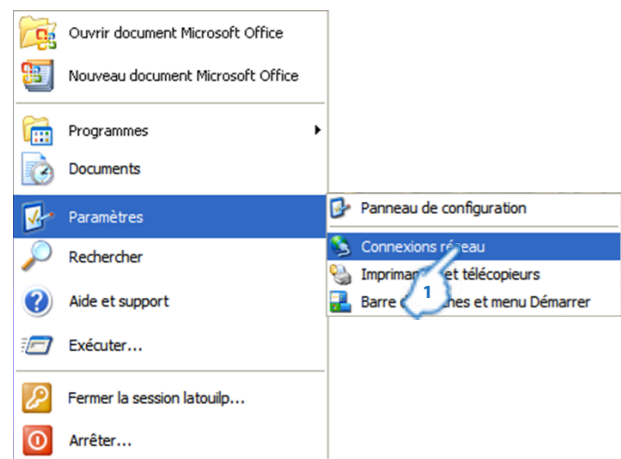 Ouvrir document Microsoft Office
Nouveau document Microsoft Office
Programmes
Documents
Paramètres
Rechercher
Aide et support
Exécuter...
Fermer la session latouilp...
Arrêter...
Panneau de configuration
Connexions réseau
et télécopieurs
Barre et menu Démarrer
1